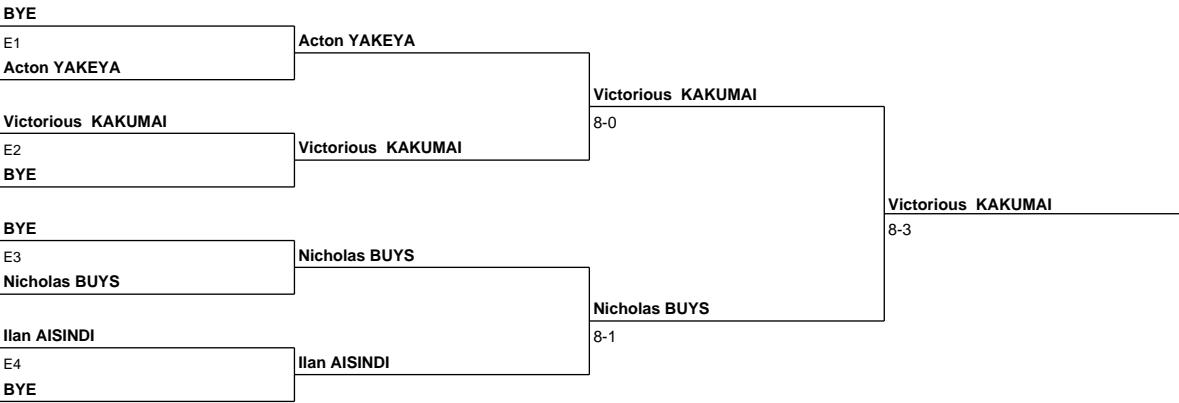 BYE
E1
Acton YAKEYA
Victorious KAKUMAI
E2
BYE
BYE
E3
Nicholas BUYS
Ilan AISINDI
E4
BYE
Acton YAKEYA
Victorious KAKUMAI
Nicholas BUYS
Ilan AISINDI
Victorious KAKUMAI
8-0
Nicholas BUYS
8-1
Victorious KAKUMAI
8-3